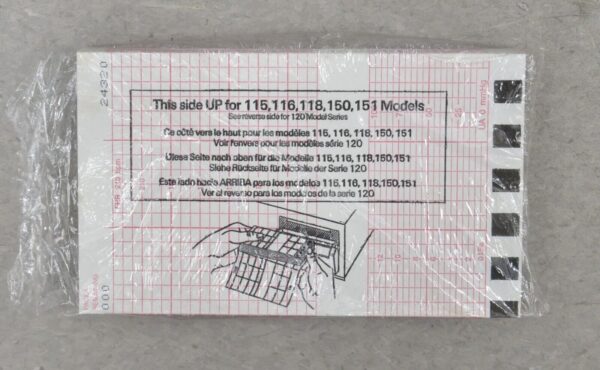 24320
This side UP for 115,116,118,150,151 Models
See reverse side for 120 Model Series
Ce côté vers le haut pour les modèles 115, 116, 118, 150, 151
Voir l'envers pour les modèles série 120
Diese Seite nach oben für die Modelle 115, 116, 118, 150, 151
Siehe Rückseite für Modelle der Serie 120
Este lado hacia ARRIBA para los modelos 115, 116, 118, 150, 151
Ver al reverso para los modelos de la serie 120
UA 0 mmHg
000